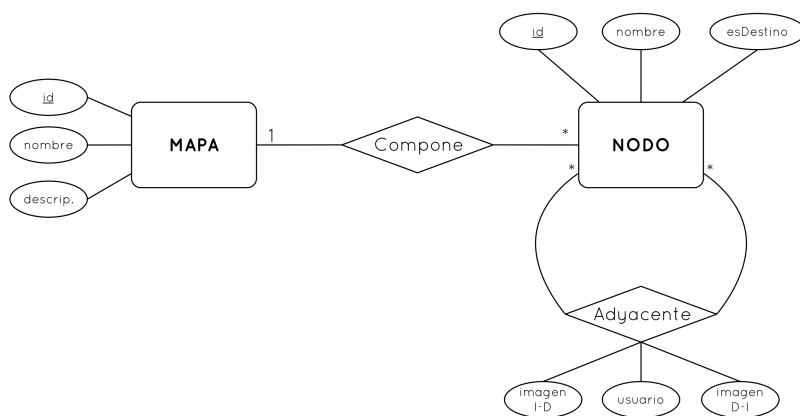 id
nombre
esDestino
id
nombre
descrip.
MAPA
1
Compone
*
NODO
*
*
Adyacente
imagen
I-D
usuario
imagen
D-I